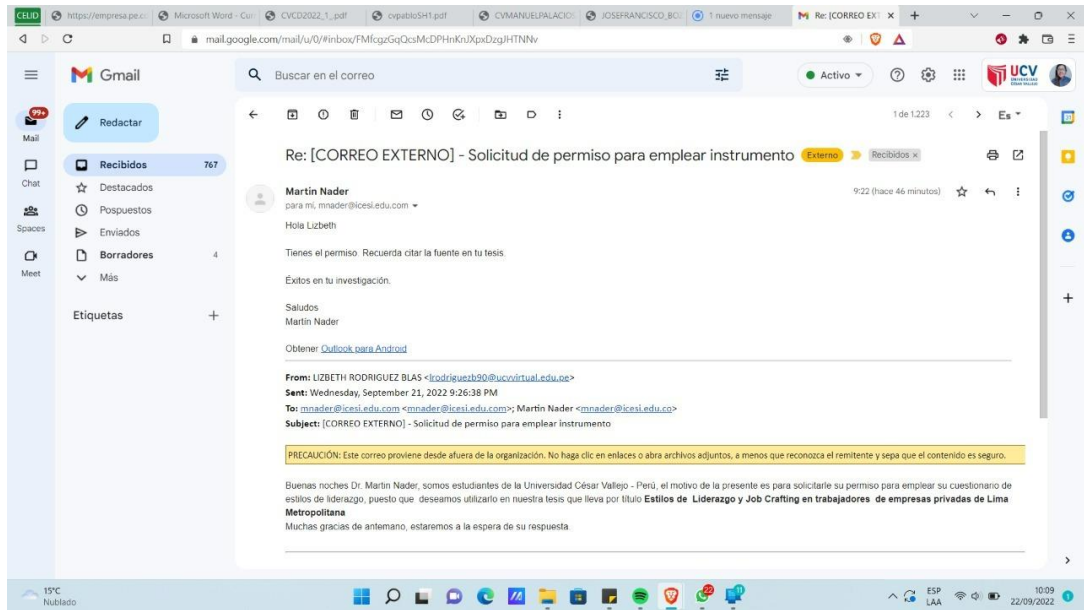 CELID
https://empresa.pe.c
Microsoft Word - Cur
CVCD2022_1_.pdf
cvpabloSH1.pdf
CVMANUELPALACIO
JOSEFRANCISCO_BO
1 nuevo mensaje
Re: [CORREO EXT
mail.google.com/mail/u/0/#inbox/FMfcgzGqQcsMcDPHnKnJXpxDzgJHTNNv
Gmail
Buscar en el correo
Activo
UCV
UNIVERSIDAD
CÉSAR VALLEJO
99+
Mail
Chat
Spaces
Meet
Redactar
Recibidos 767
Destacados
Pospuestos
Enviados
Borradores 4
Más
Etiquetas
1 de 1.223
Es
Re: [CORREO EXTERNO] - Solicitud de permiso para emplear instrumento Externo Recibidos x
Martin Nader
9:22 (hace 46 minutos)
para mí, mnader@icesi.edu.com
Hola Lizbeth
Tienes el permiso. Recuerda citar la fuente en tu tesis.
Éxitos en tu investigación.
Saludos
Martín Nader
Obtener Outlook para Android
From: LIZBETH RODRIGUEZ BLAS <lrodriguezb90@ucvvirtual.edu.pe>
Sent: Wednesday, September 21, 2022 9:26:38 PM
To: mnader@icesi.edu.com <mnader@icesi.edu.com>; Martin Nader <mnader@icesi.edu.co>
Subject: [CORREO EXTERNO] - Solicitud de permiso para emplear instrumento
PRECAUCIÓN: Este correo proviene desde afuera de la organización. No haga clic en enlaces o abra archivos adjuntos, a menos que reconozca el remitente y sepa que el contenido es seguro.
Buenas noches Dr. Martin Nader, somos estudiantes de la Universidad César Vallejo - Perú, el motivo de la presente es para solicitarle su permiso para emplear su cuestionario de
estilos de liderazgo, puesto que deseamos utilizarlo en nuestra tesis que lleva por título Estilos de Liderazgo y Job Crafting en trabajadores de empresas privadas de Lima
Metropolitana
Muchas gracias de antemano, estaremos a la espera de su respuesta.
15°C
Nublado
22
ESP
LAA
10:09
22/09/2022